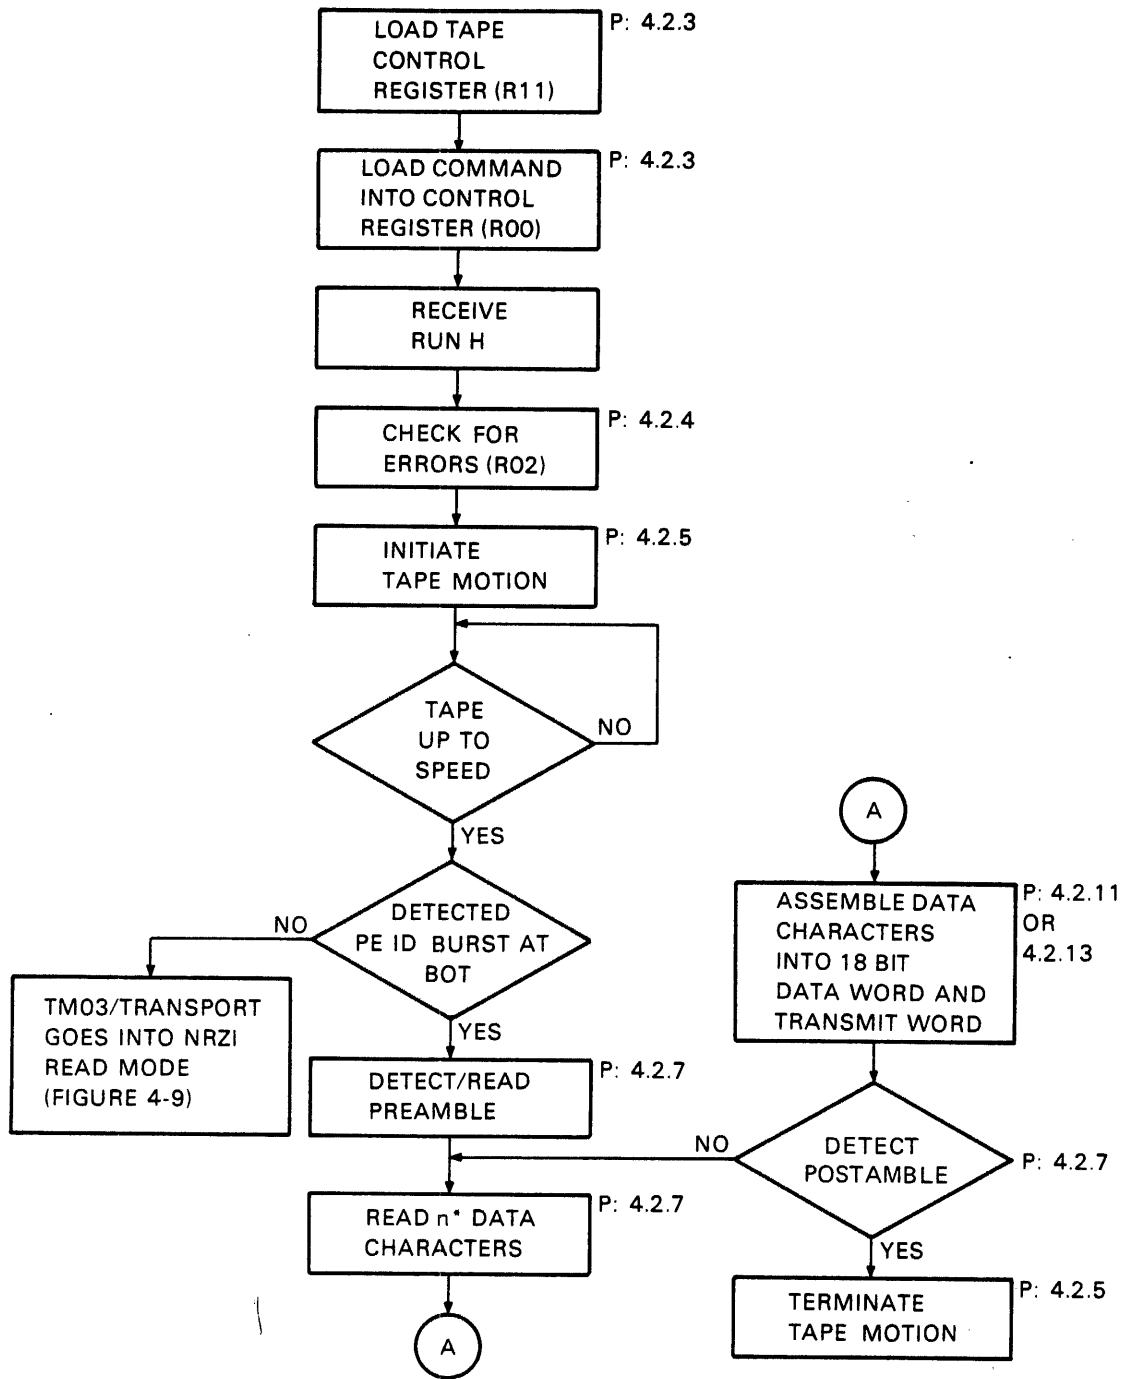 LOAD TAPE
CONTROL
REGISTER (R11)
P: 4.2.3
LOAD COMMAND
INTO CONTROL
REGISTER (R00)
P: 4.2.3
RECEIVE
RUN H
CHECK FOR
ERRORS (R02)
P: 4.2.4
INITIATE
TAPE MOTION
P: 4.2.5
TAPE
UP TO
SPEED
NO
YES
DETECTED
PE ID BURST AT
BOT
NO
YES
TM03/TRANSPORT
GOES INTO NRZI
READ MODE
(FIGURE 4-9)
DETECT/READ
PREAMBLE
P: 4.2.7
READ n* DATA
CHARACTERS
P: 4.2.7
A
A
ASSEMBLE DATA
CHARACTERS
INTO 18 BIT
DATA WORD AND
TRANSMIT WORD
P: 4.2.11
OR
4.2.13
DETECT
POSTAMBLE
P: 4.2.7
NO
YES
TERMINATE
TAPE MOTION
P: 4.2.5